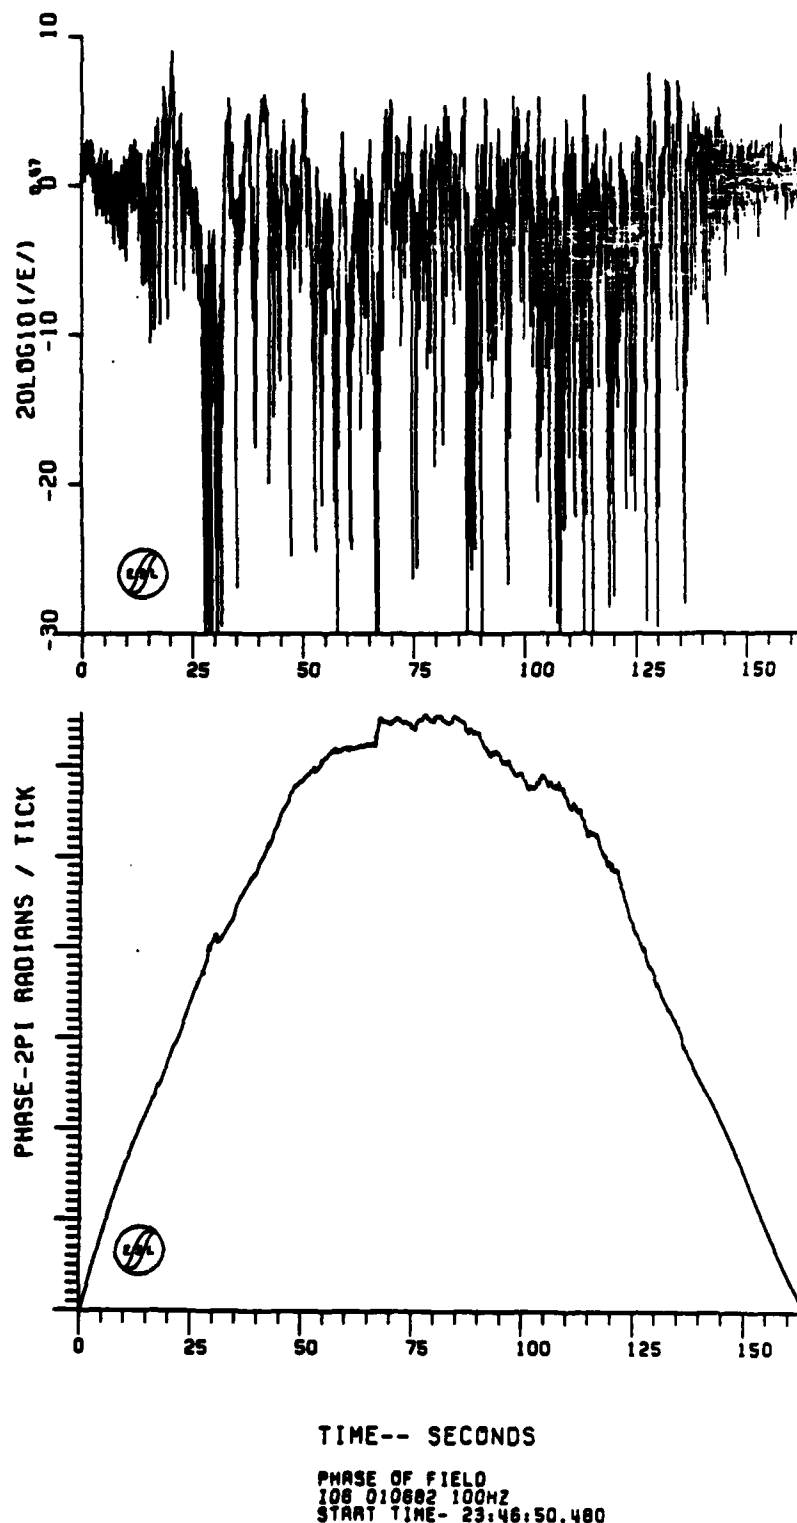 10
0
-10
-20
-30
20LOG10(/E/)
0 25 50 75 100 125 150
PHASE-2PI RADIANS / TICK
0 25 50 75 100 125 150
TIME-- SECONDS
PHASE OF FIELD
010682 100HZ
START TIME- 23:46:50.480